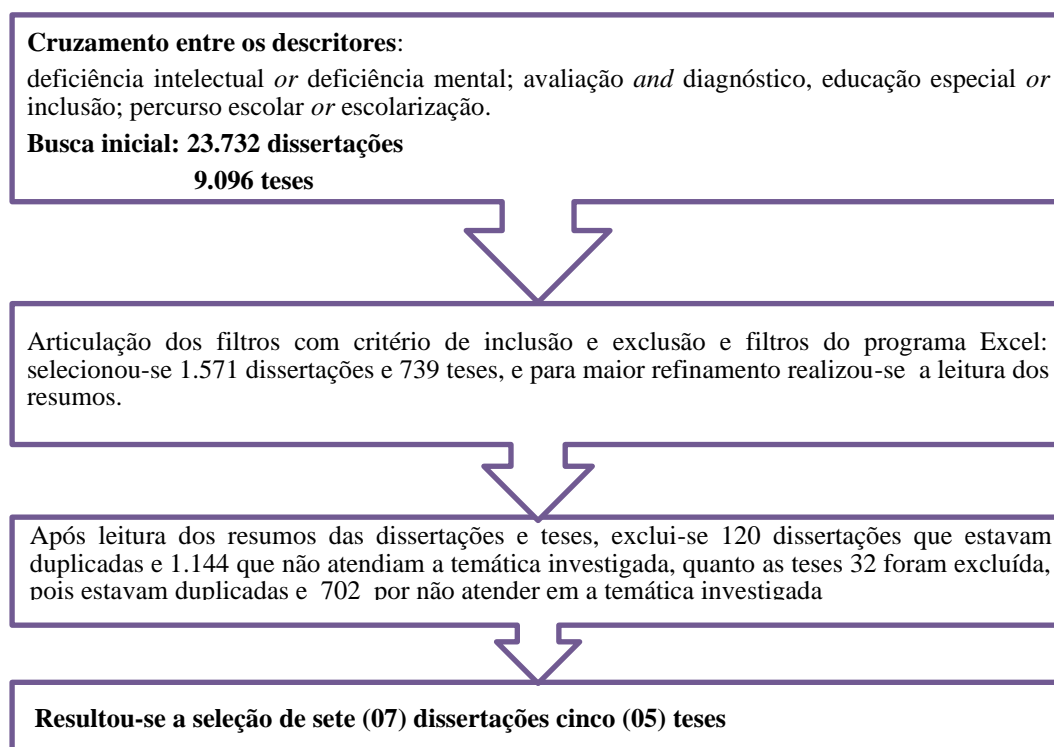 Cruzamento entre os descritores:
deficiência intelectual or deficiência mental; avaliação and diagnóstico, educação especial or
inclusão; percurso escolar or escolarização.
Busca inicial: 23.732 dissertações
9.096 teses
Articulação dos filtros com critério de inclusão e exclusão e filtros do programa Excel:
selecionou-se 1.571 dissertações e 739 teses, e para maior refinamento realizou-se a leitura dos
resumos.
Após leitura dos resumos das dissertações e teses, exclui-se 120 dissertações que estavam
duplicadas e 1.144 que não atendiam a temática investigada, quanto as teses 32 foram excluída,
pois estavam duplicadas e 702 por não atender em a temática investigada
Resultou-se a seleção de sete (07) dissertações cinco (05) teses